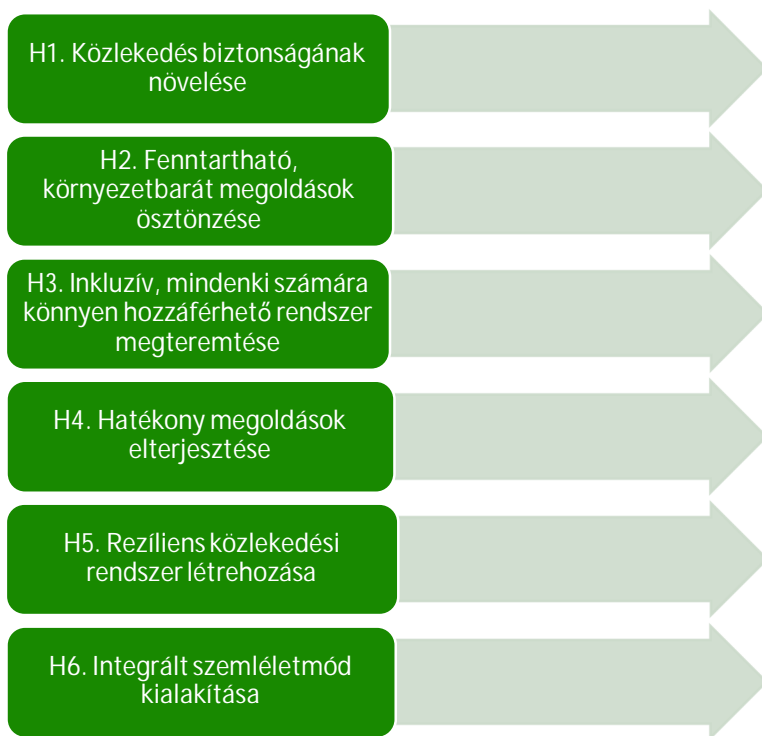 H1. Közlekedés biztonságának
növelése
H2. Fenntartható,
környezetbarát megoldások
ösztönzése
H3. Inkluzív, mindenki számára
könnyen hozzáférhető rendszer
megteremtése
H4. Hatékony megoldások
elterjesztése
H5. Rezíliens közlekedési
rendszer létrehozása
H6. Integrált szemléletmód
kialakítása